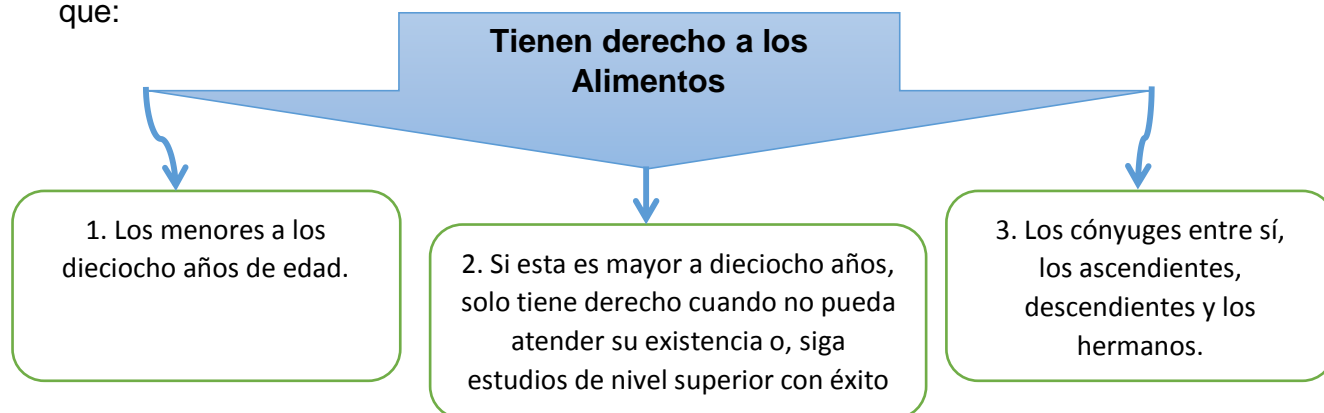 que:
Tienen derecho a los
Alimentos
1. Los menores a los
dieciocho años de edad.
2. Si esta es mayor a dieciocho años,
solo tiene derecho cuando no pueda
atender su existencia o, siga
estudios de nivel superior con éxito
3. Los cónyuges entre sí,
los ascendientes,
descendientes y los
hermanos.